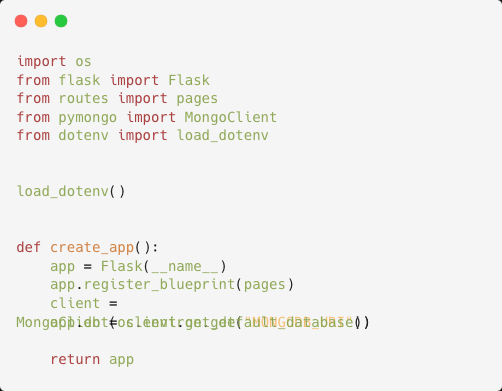 import os
from flask import Flask
from routes import pages
from pymongo import MongoClient
from dotenv import load_dotenv
load_dotenv()
def create_app():
app = Flask(__name__)
app.register_blueprint(pages)
client =
MongoClient(os.environ.get("MONGODB_URI"))
app.db = client.get_default_database()
return app